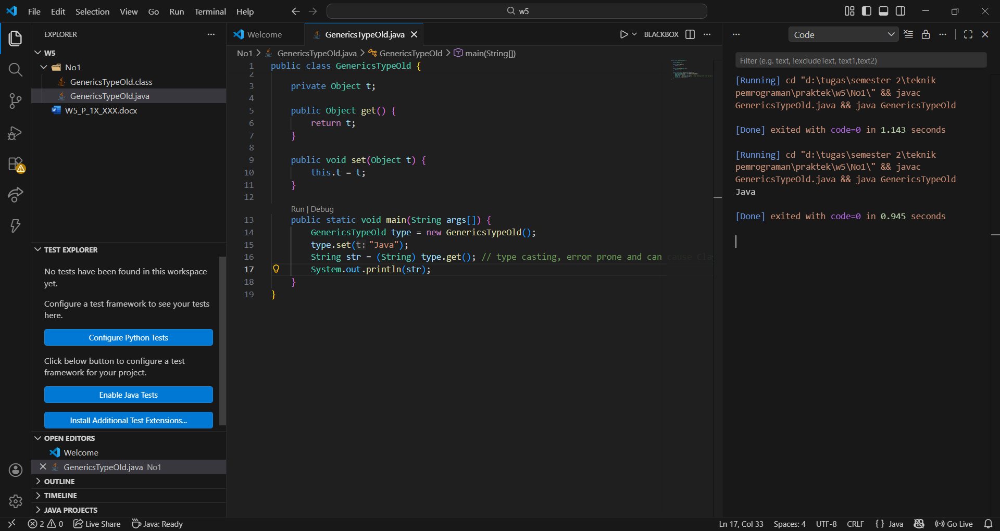 File Edit Selection View Go Run Terminal Help
w5
EXPLORER
W5
No1
GenericsTypeOld.class
GenericsTypeOld.java
W5_P_1X_XXX.docx
TEST EXPLORER
No tests have been found in this workspace
yet.
Configure a test framework to see your tests
here.
Configure Python Tests
Click below button to configure a test
framework for your project.
Enable Java Tests
Install Additional Test Extensions...
OPEN EDITORS
Welcome
GenericsTypeOld.java No1
OUTLINE
TIMELINE
JAVA PROJECTS
Welcome
GenericsTypeOld.java
BLACKBOX
No1 > GenericsTypeOld.java > GenericsTypeOld > main(String[])
1 public class GenericsTypeOld {
2
3 private Object t;
4
5 public Object get() {
6 return t;
7 }
8
9 public void set(Object t) {
10 this.t = t;
11 }
12
Run | Debug
13 public static void main(String args[]) {
14 GenericsTypeOld type = new GenericsTypeOld();
15 type.set(t: "Java");
16 String str = (String) type.get(); // type casting, error prone and can cause
17 System.out.println(str);
18 }
19 }
Code
Filter (e.g. text, !excludeText, text1,text2)
[Running] cd "d:\tugas\semester 2\teknik
pemrograman\praktek\w5\No1\" && javac
GenericsTypeOld.java && java GenericsTypeOld
[Done] exited with code=0 in 1.143 seconds
[Running] cd "d:\tugas\semester 2\teknik
pemrograman\praktek\w5\No1\" && javac
GenericsTypeOld.java && java GenericsTypeOld
Java
[Done] exited with code=0 in 0.945 seconds
2 0 Live Share Java: Ready
Ln 17, Col 33 Spaces: 4 UTF-8 CRLF { } Java Go Live